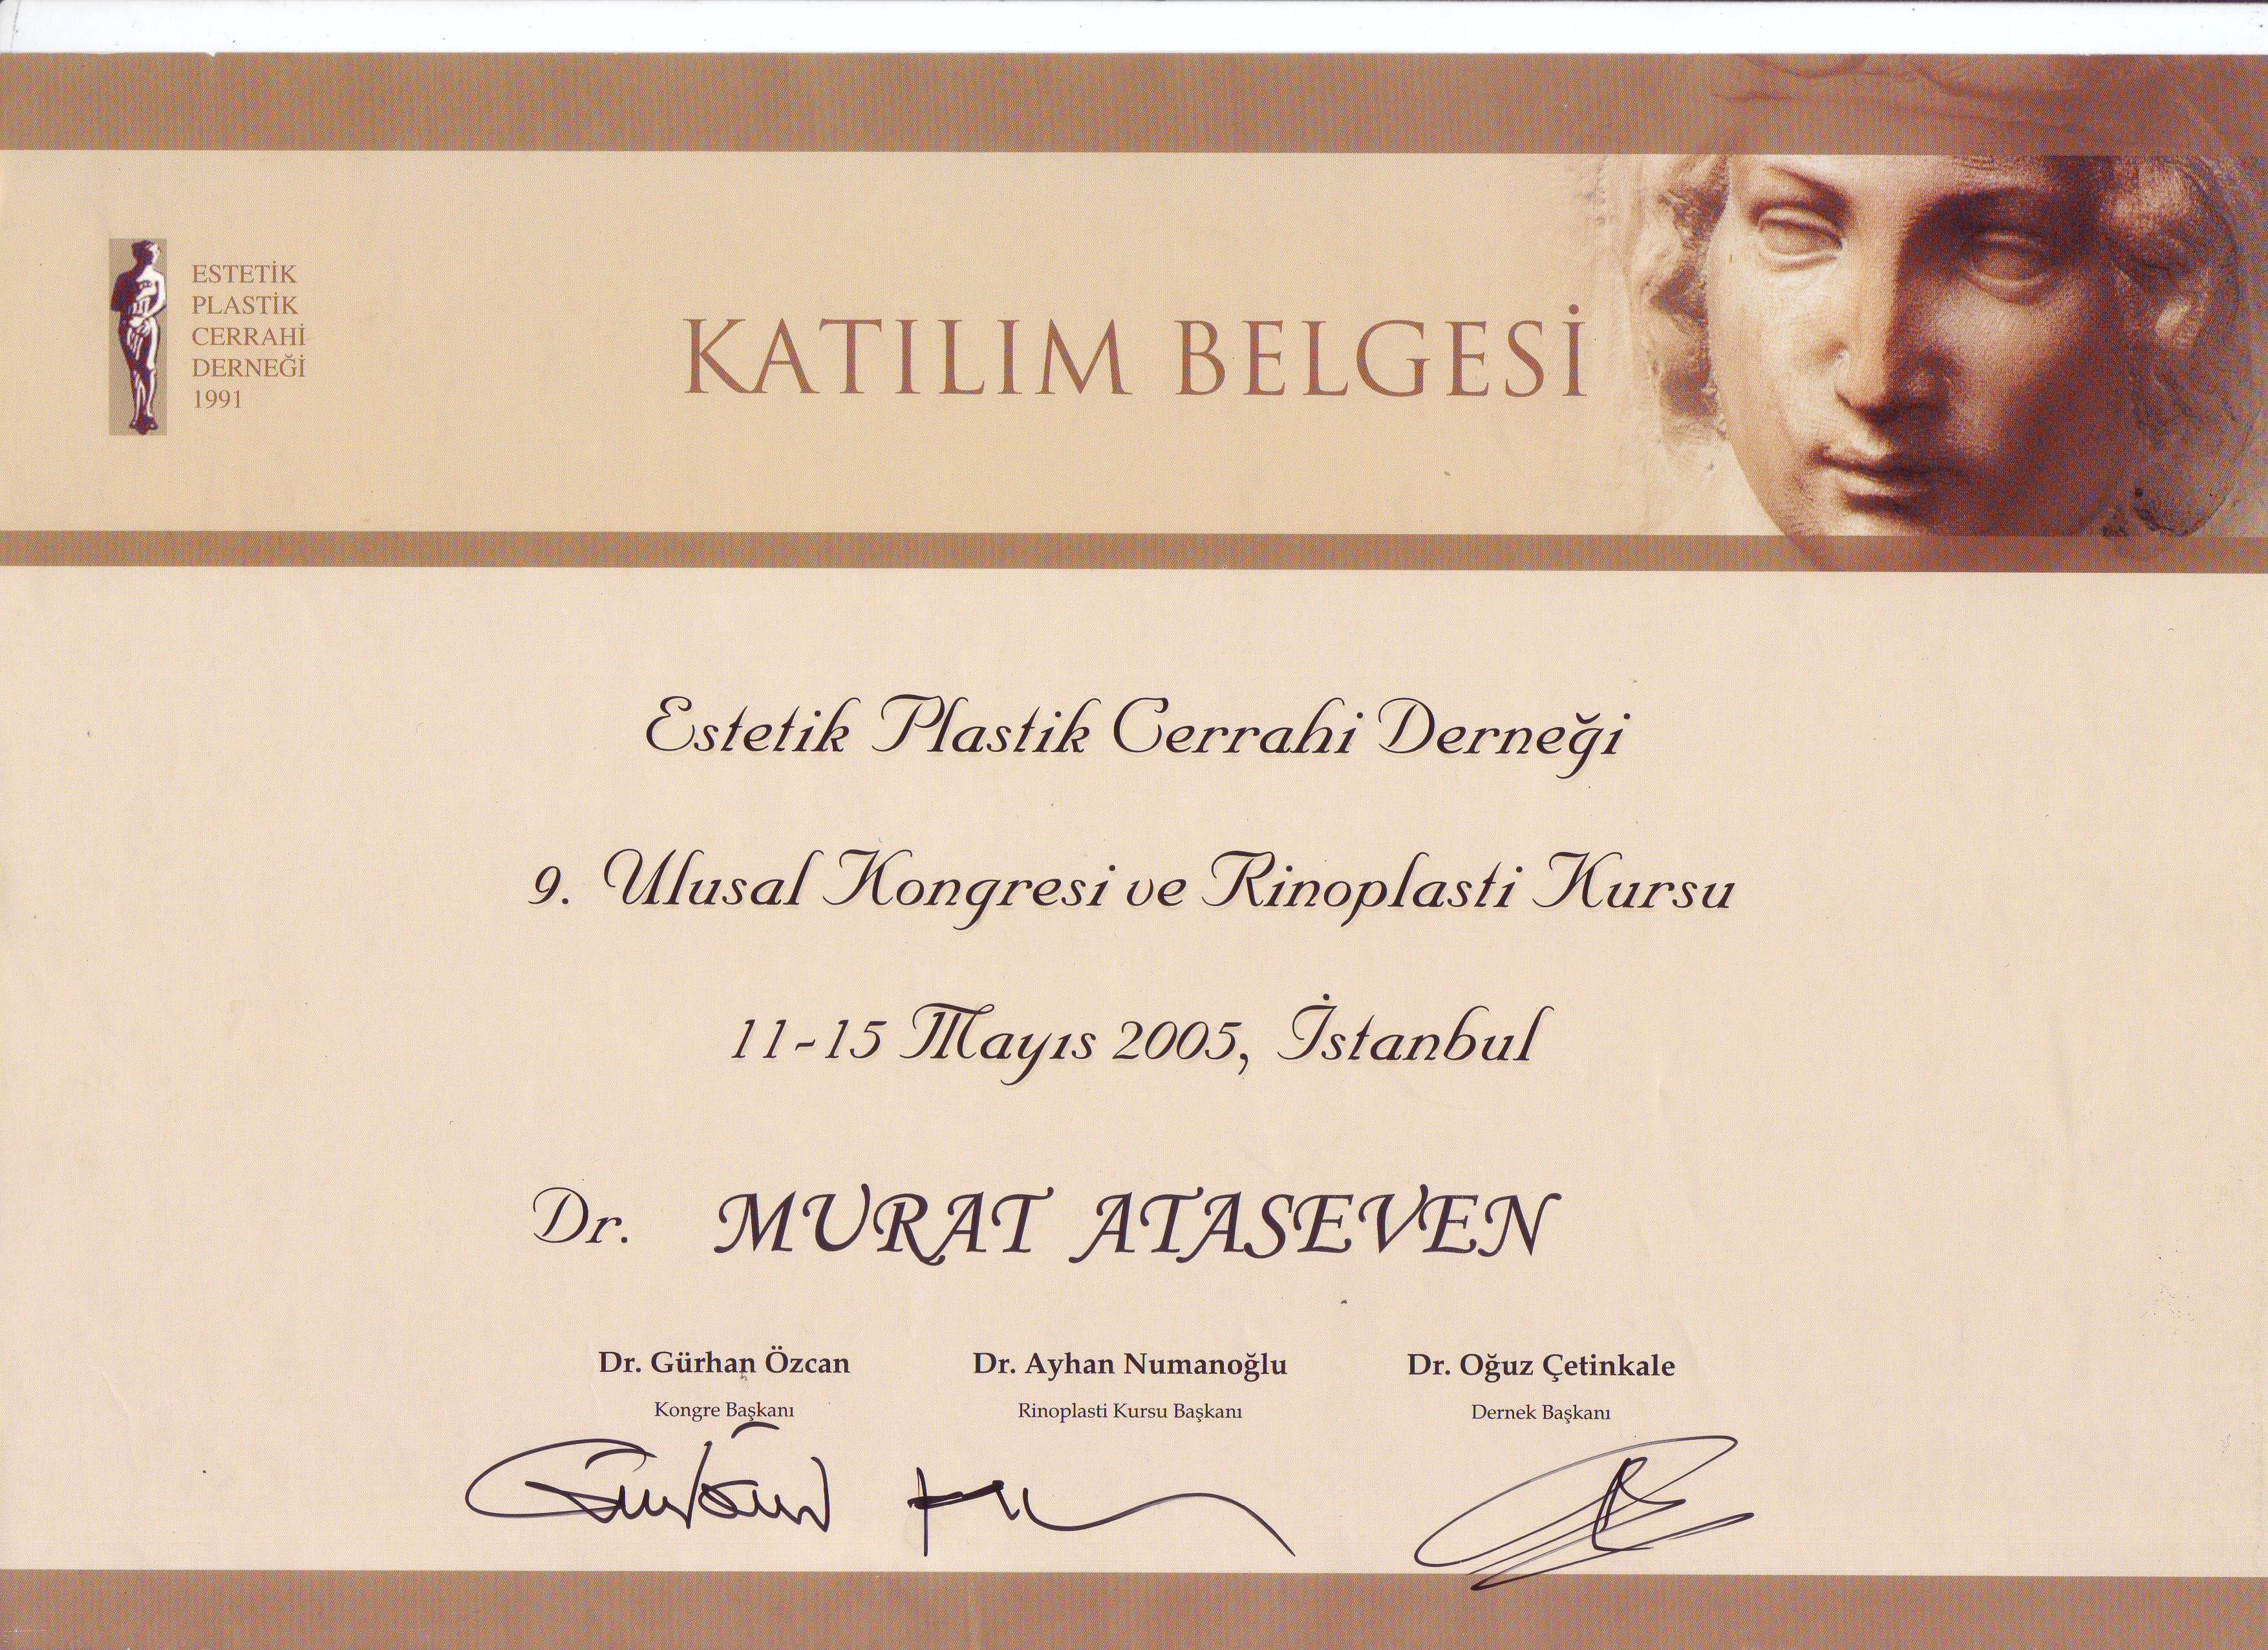 ESTETİK
PLASTİK
CERRAHİ
DERNEĞİ
1991
KATILIM BELGESİ
Estetik Plastik Cerrahi Derneği
9. Ulusal Kongresi ve Rinoplasti Kursu
11-15 Mayıs 2005, İstanbul
Dr. MURAT ATASEVEN
Dr. Gürhan Özcan
Kongre Başkanı
Dr. Ayhan Numanoğlu
Rinoplasti Kursu Başkanı
Dr. Oğuz Çetinkale
Dernek Başkanı